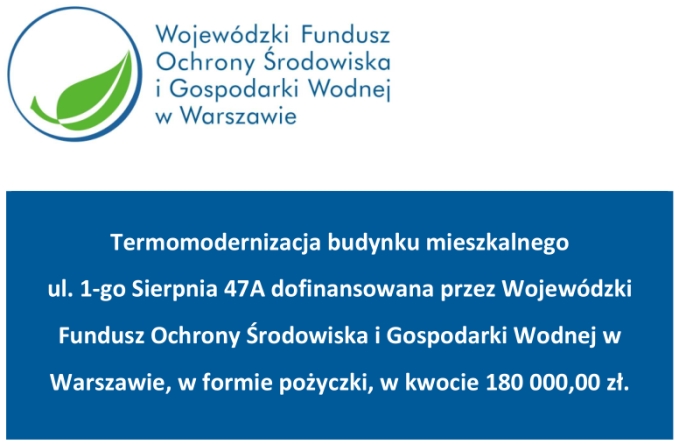 Wojewódzki Fundusz
Ochrony Środowiska
i Gospodarki Wodnej
w Warszawie
Termomodernizacja budynku mieszkalnego
ul. 1-go Sierpnia 47A dofinansowana przez Wojewódzki
Fundusz Ochrony Środowiska i Gospodarki Wodnej w
Warszawie, w formie pożyczki, w kwocie 180 000,00 zł.